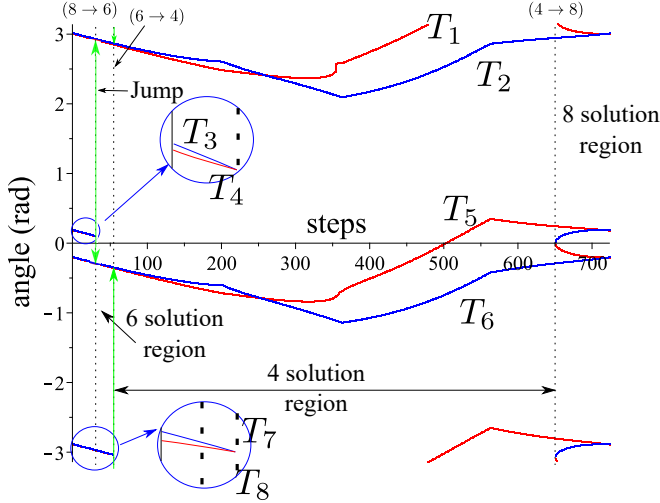 (8 → 6)
(6 → 4)
(4 → 8)
3
T1
T2
Jump
2
T3
T4
8 solution
region
1
angle (rad)
steps
T5
0
100
200
300
400
500
600
700
-1
6 solution
region
T6
-2
4 solution
region
T7
T8
-3